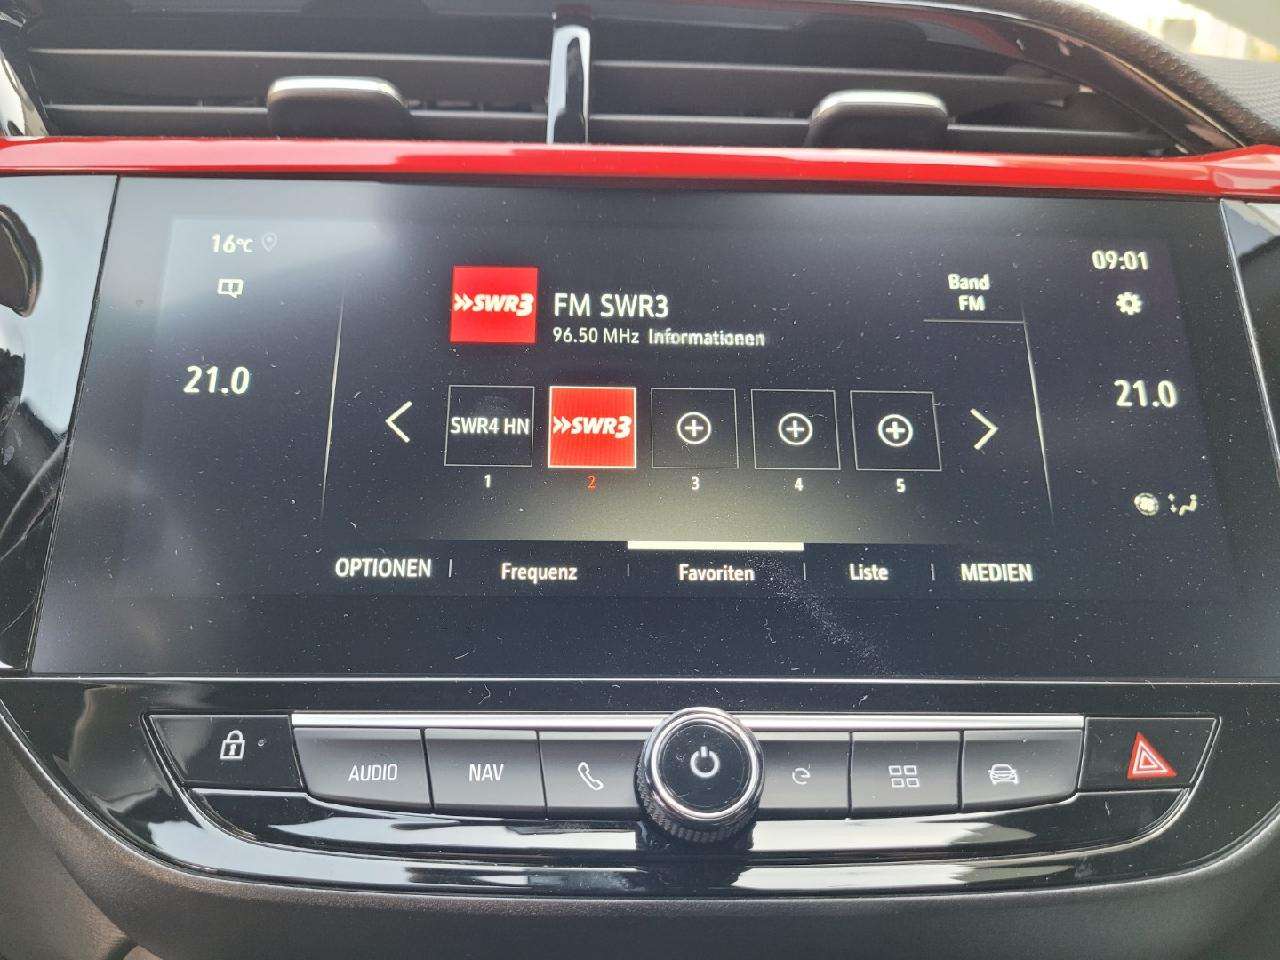 16°C
09:01
»SWR3
FM SWR3
96.50 MHz Informationen
Band
FM
21.0
21.0
SWR4 HN
»SWR3
1
2
3
4
5
OPTIONEN
Frequenz
Favoriten
Liste
MEDIEN
AUDIO
NAV